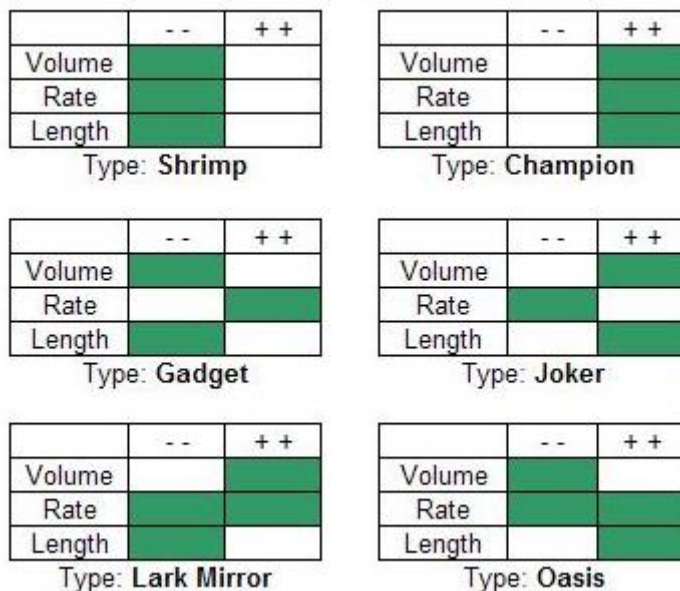 - - + +
Volume
Rate
Length
Type: Shrimp
- - + +
Volume
Rate
Length
Type: Champion
- - + +
Volume
Rate
Length
Type: Gadget
- - + +
Volume
Rate
Length
Type: Joker
- - + +
Volume
Rate
Length
Type: Lark Mirror
- - + +
Volume
Rate
Length
Type: Oasis